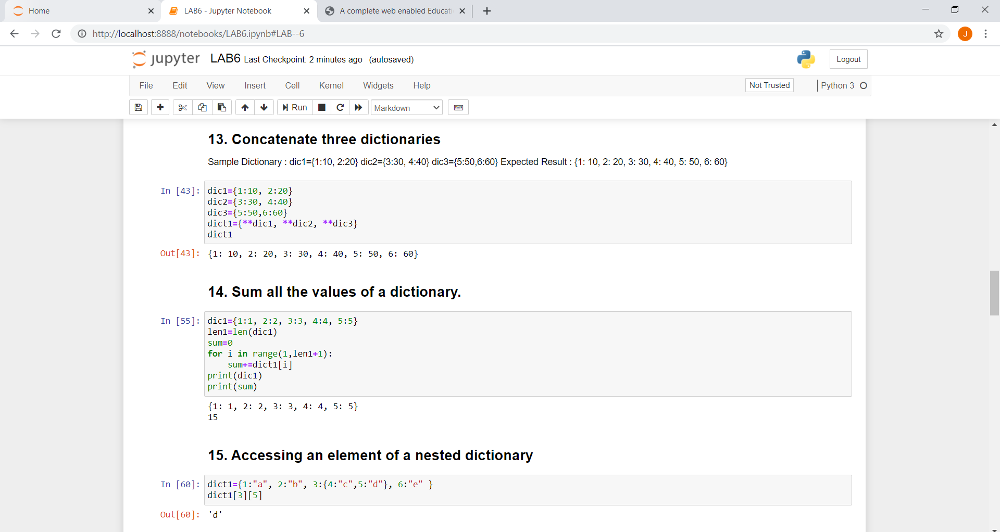 Home
LAB6 - Jupyter Notebook
A complete web enabled Educati
http://localhost:8888/notebooks/LAB6.ipynb#LAB--6
J
jupyter LAB6 Last Checkpoint: 2 minutes ago (autosaved)
Logout
File Edit View Insert Cell Kernel Widgets Help
Not Trusted
Python 3
Run
Markdown
13. Concatenate three dictionaries
Sample Dictionary : dic1={1:10, 2:20} dic2={3:30, 4:40} dic3={5:50,6:60} Expected Result : {1: 10, 2: 20, 3: 30, 4: 40, 5: 50, 6: 60}
In [43]: dic1={1:10, 2:20}
dic2={3:30, 4:40}
dic3={5:50,6:60}
dict1={**dic1, **dic2, **dic3}
dict1
Out[43]: {1: 10, 2: 20, 3: 30, 4: 40, 5: 50, 6: 60}
14. Sum all the values of a dictionary.
In [55]: dic1={1:1, 2:2, 3:3, 4:4, 5:5}
len1=len(dic1)
sum=0
for i in range(1,len1+1):
    sum+=dict1[i]
print(dic1)
print(sum)
{1: 1, 2: 2, 3: 3, 4: 4, 5: 5}
15
15. Accessing an element of a nested dictionary
In [60]: dict1={1:"a", 2:"b", 3:{4:"c",5:"d"}, 6:"e" }
dict1[3][5]
Out[60]: 'd'